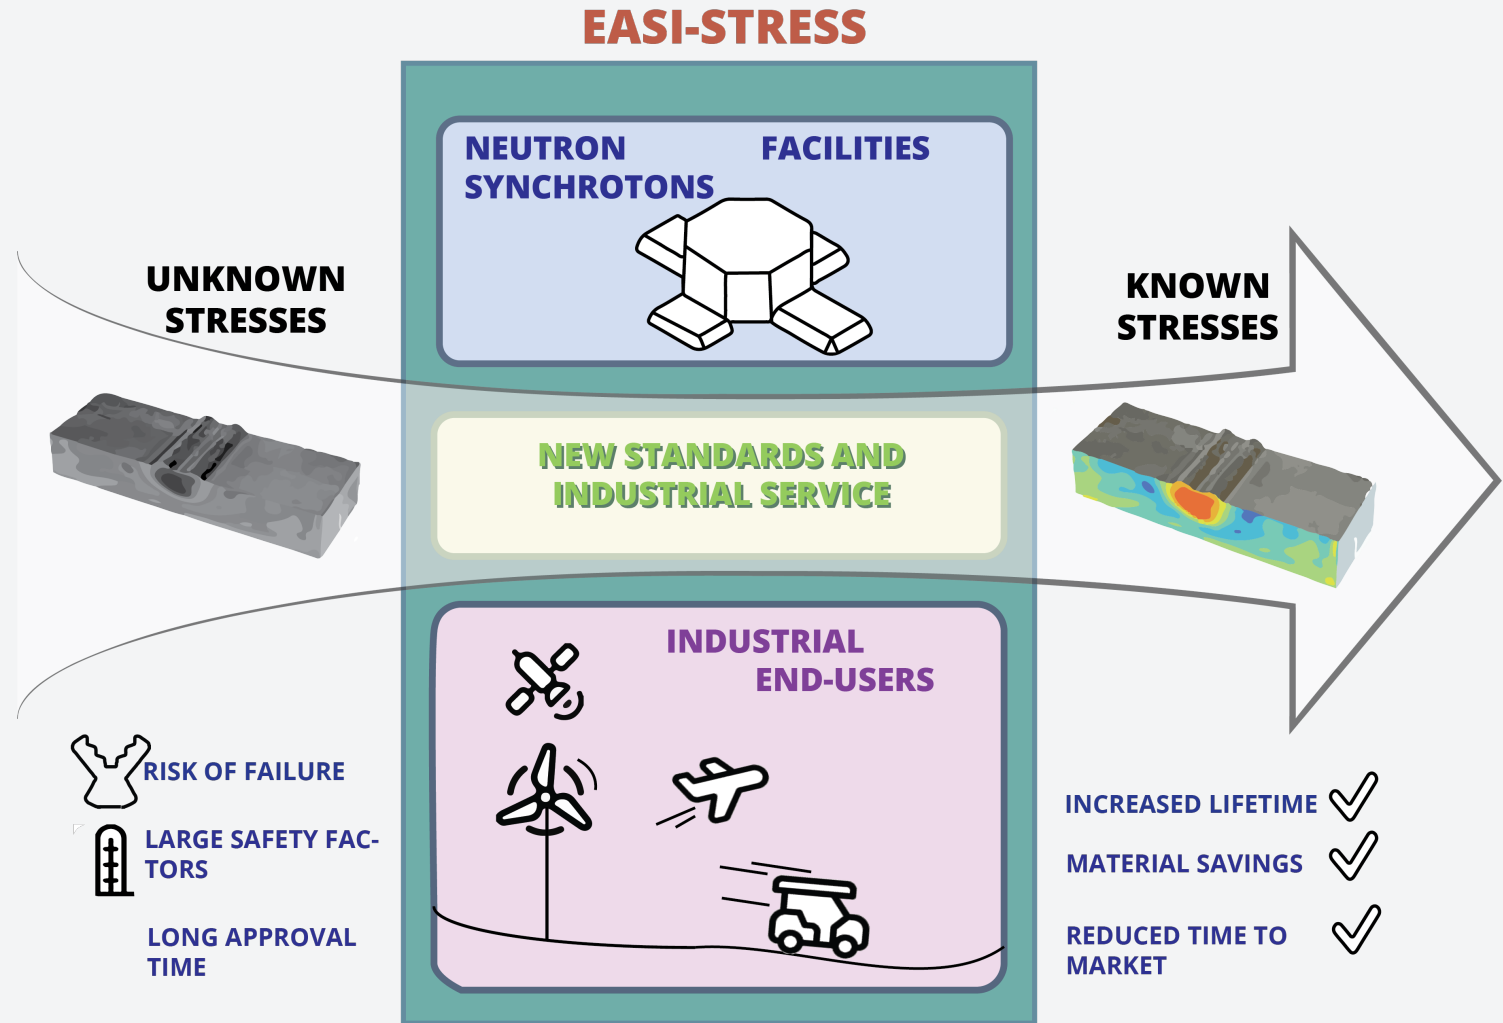 EASI-STRESS
NEUTRON FACILITIES
SYNCHROTONS
UNKNOWN
STRESSES
KNOWN
STRESSES
NEW STANDARDS AND
INDUSTRIAL SERVICE
INDUSTRIAL
END-USERS
RISK OF FAILURE
LARGE SAFETY FAC-
TORS
LONG APPROVAL
TIME
INCREASED LIFETIME
MATERIAL SAVINGS
REDUCED TIME TO
MARKET